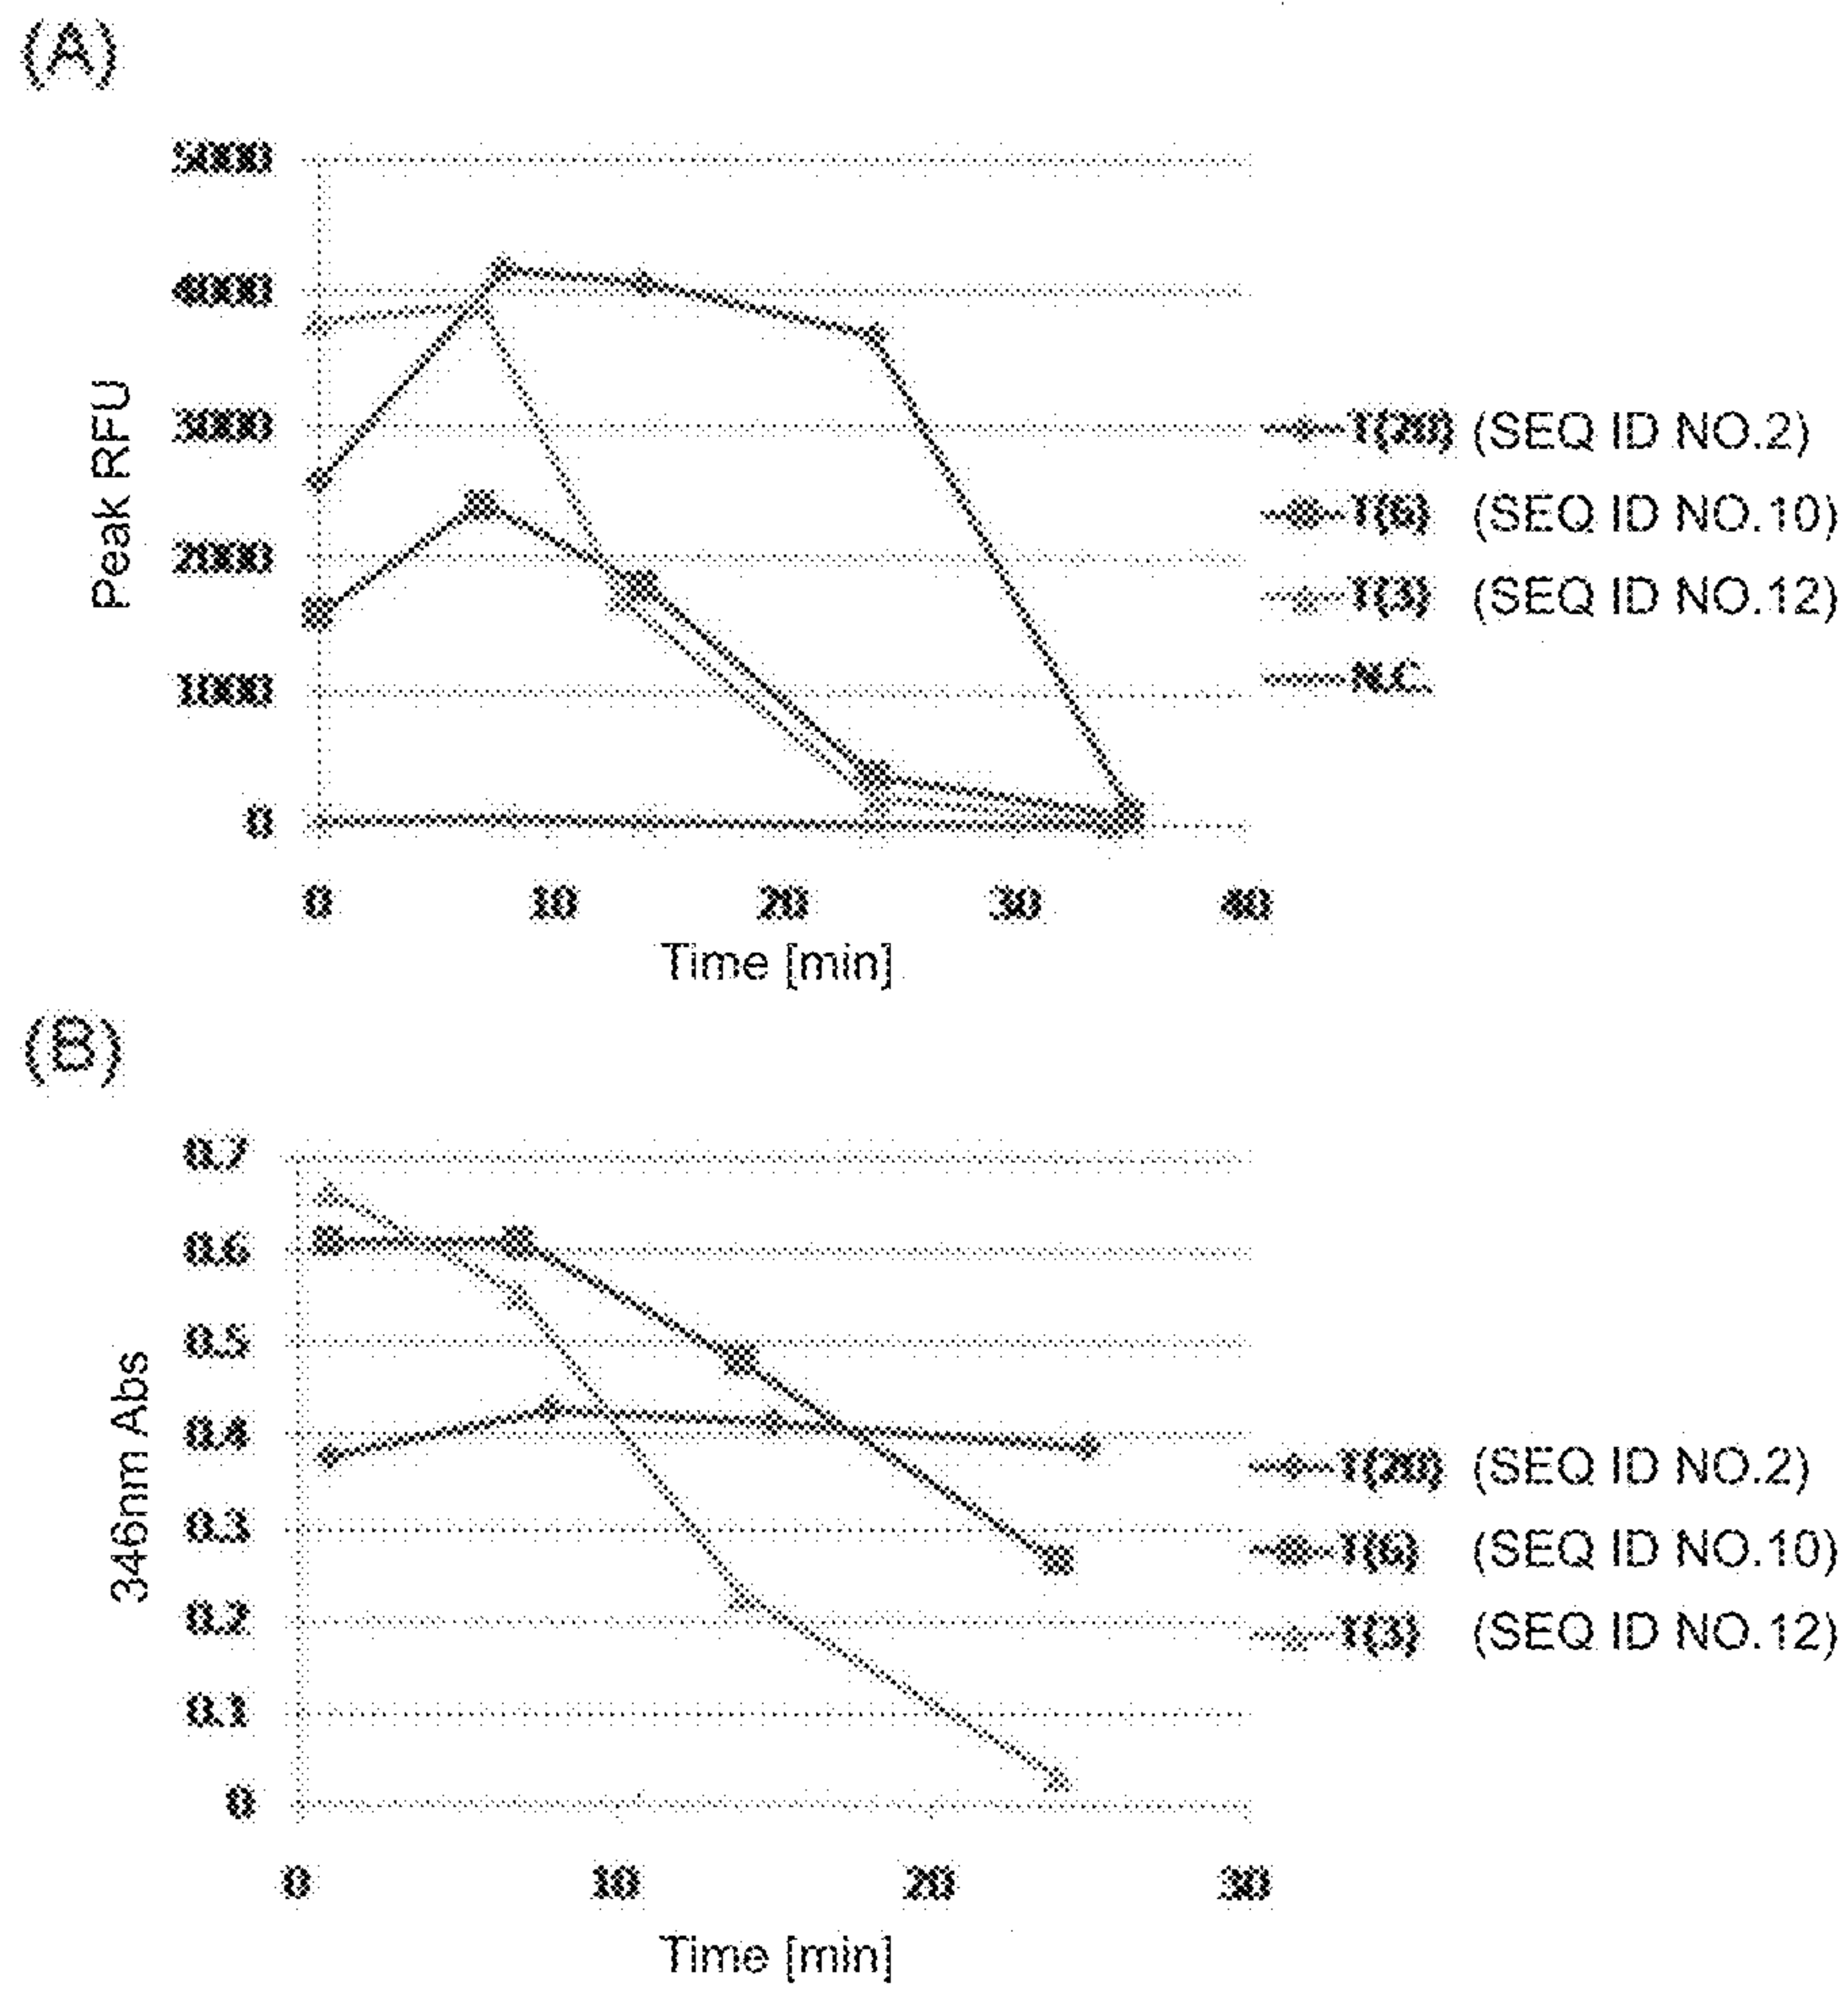 (A)
5000
4000
3000
2000
1000
0
Peak RFU
0 10 20 30 40
Time [min]
T(20) (SEQ ID NO.2)
T(6) (SEQ ID NO.10)
T(3) (SEQ ID NO.12)
N.C.
(B)
0.7
0.6
0.5
0.4
0.3
0.2
0.1
0
346nm Abs
0 10 20 30
Time [min]
T(20) (SEQ ID NO.2)
T(6) (SEQ ID NO.10)
T(3) (SEQ ID NO.12)